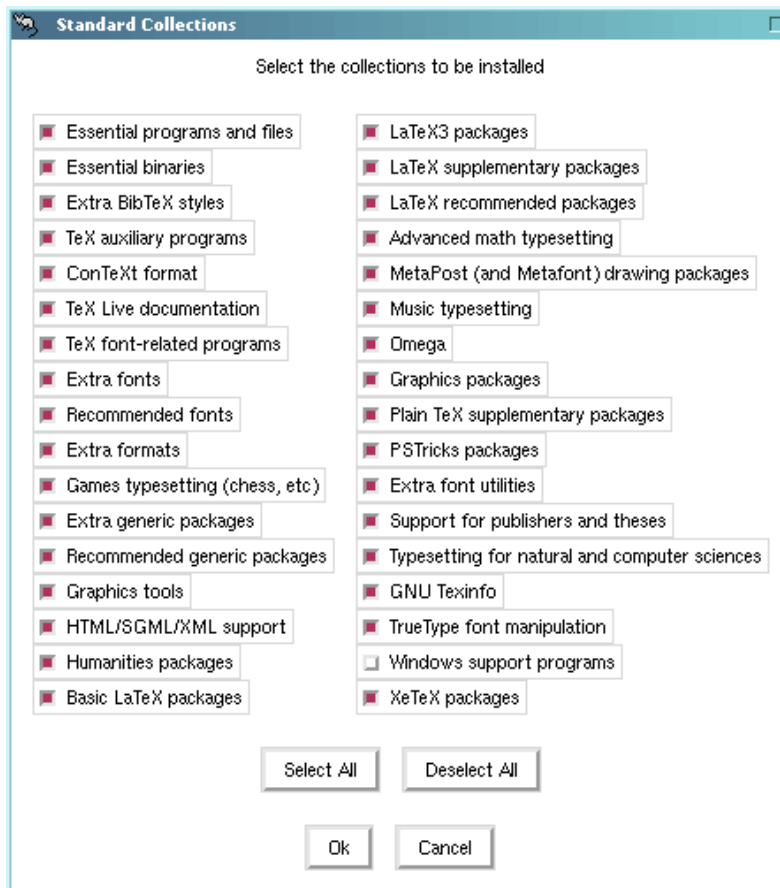 Standard Collections
Select the collections to be installed
Essential programs and files
Essential binaries
Extra BibTeX styles
TeX auxiliary programs
ConTeXt format
TeX Live documentation
TeX font-related programs
Extra fonts
Recommended fonts
Extra formats
Games typesetting (chess, etc)
Extra generic packages
Recommended generic packages
Graphics tools
HTML/SGML/XML support
Humanities packages
Basic LaTeX packages
LaTeX3 packages
LaTeX supplementary packages
LaTeX recommended packages
Advanced math typesetting
MetaPost (and Metafont) drawing packages
Music typesetting
Omega
Graphics packages
Plain TeX supplementary packages
PSTricks packages
Extra font utilities
Support for publishers and theses
Typesetting for natural and computer sciences
GNU Texinfo
TrueType font manipulation
Windows support programs
XeTeX packages
Select All
Deselect All
Ok
Cancel